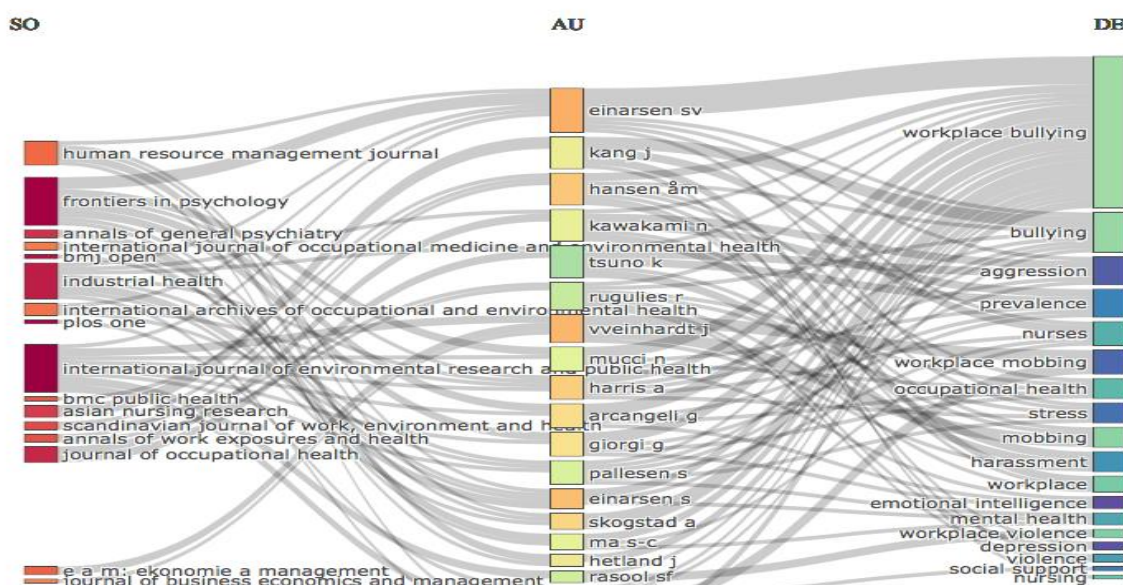 SO
AU
DE
human resource management journal
frontiers in psychology
annals of general psychiatry
international journal of occupational medicine and environmental health
bmj open
industrial health
international archives of occupational and environmental health
plos one
international journal of environmental research and public health
bmc public health
asian nursing research
scandinavian journal of work, environment and health
annals of work exposures and health
journal of occupational health
e a m: ekonomie a management
journal of business economics and management
einarsen sv
kang j
hansen åm
kawakami n
tsuno k
rugulies r
vveinhardt j
mucci n
harris a
arcangeli g
giorgi g
pallesen s
einarsen s
skogstad a
ma s-c
hetland j
rasool sf
workplace bullying
bullying
aggression
prevalence
nurses
workplace mobbing
occupational health
stress
mobbing
harassment
workplace
emotional intelligence
mental health
workplace violence
depression
violence
social support
nursing